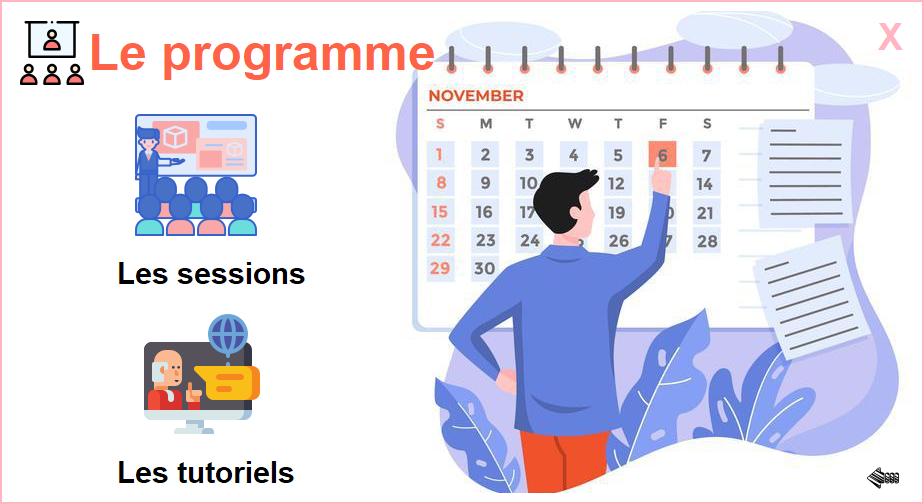 Le programme
X
NOVEMBER
S M T W T F S
1 2 3 4 5 6 7
8 9 10 12 14
15 16 17 21
22 23 24 26 28
29 30
Les sessions
Les tutoriels